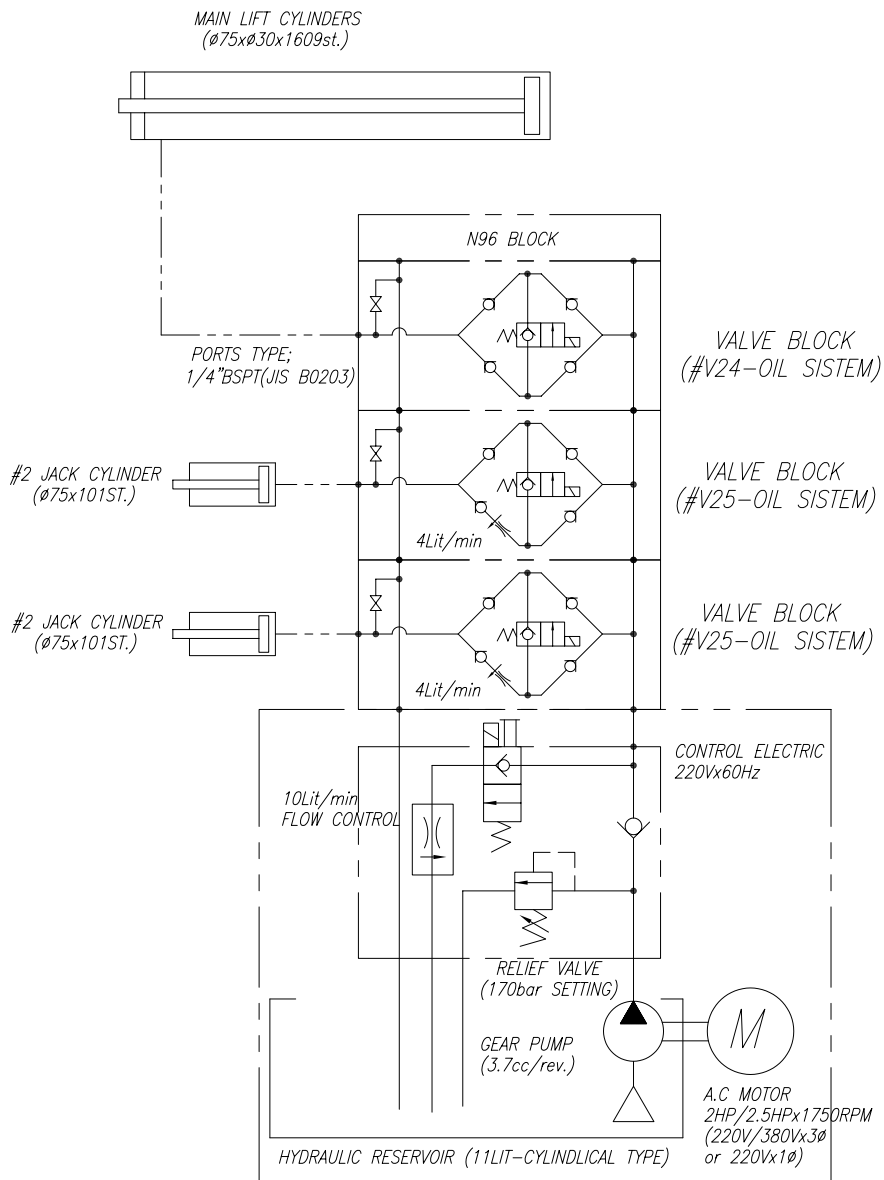 MAIN LIFT CYLINDERS
(ø75xø30x1609st.)
N96 BLOCK
PORTS TYPE;
1/4"BSPT(JIS B0203)
VALVE BLOCK
(#V24-OIL SISTEM)
#2 JACK CYLINDER
(ø75x101ST.)
4Lit/min
VALVE BLOCK
(#V25-OIL SISTEM)
#2 JACK CYLINDER
(ø75x101ST.)
4Lit/min
VALVE BLOCK
(#V25-OIL SISTEM)
CONTROL ELECTRIC
220Vx60Hz
10Lit/min
FLOW CONTROL
RELIEF VALVE
(170bar SETTING)
GEAR PUMP
(3.7cc/rev.)
M
A.C MOTOR
2HP/2.5HPx1750RPM
(220V/380Vx3ø
or 220Vx1ø)
HYDRAULIC RESERVOIR (11LIT-CYLINDLICAL TYPE)